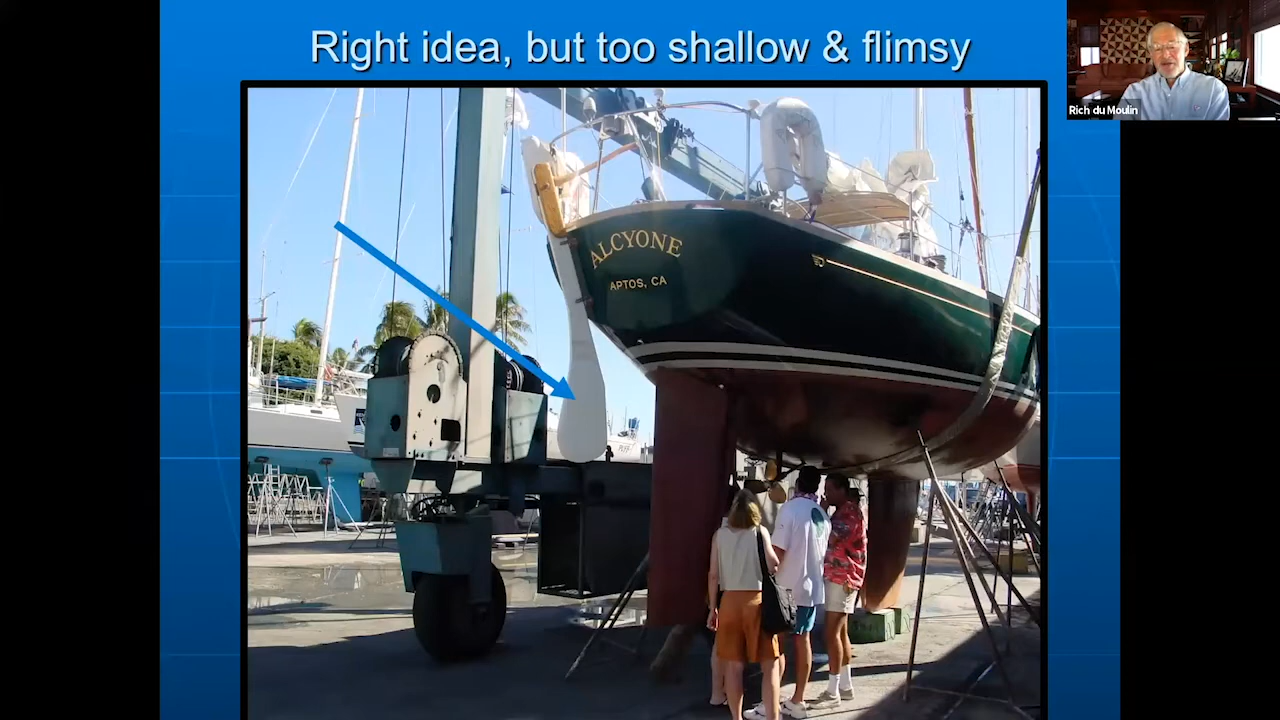 Right idea, but too shallow & flimsy
Rich du Moulin
ALCYONE
APTOS, CA